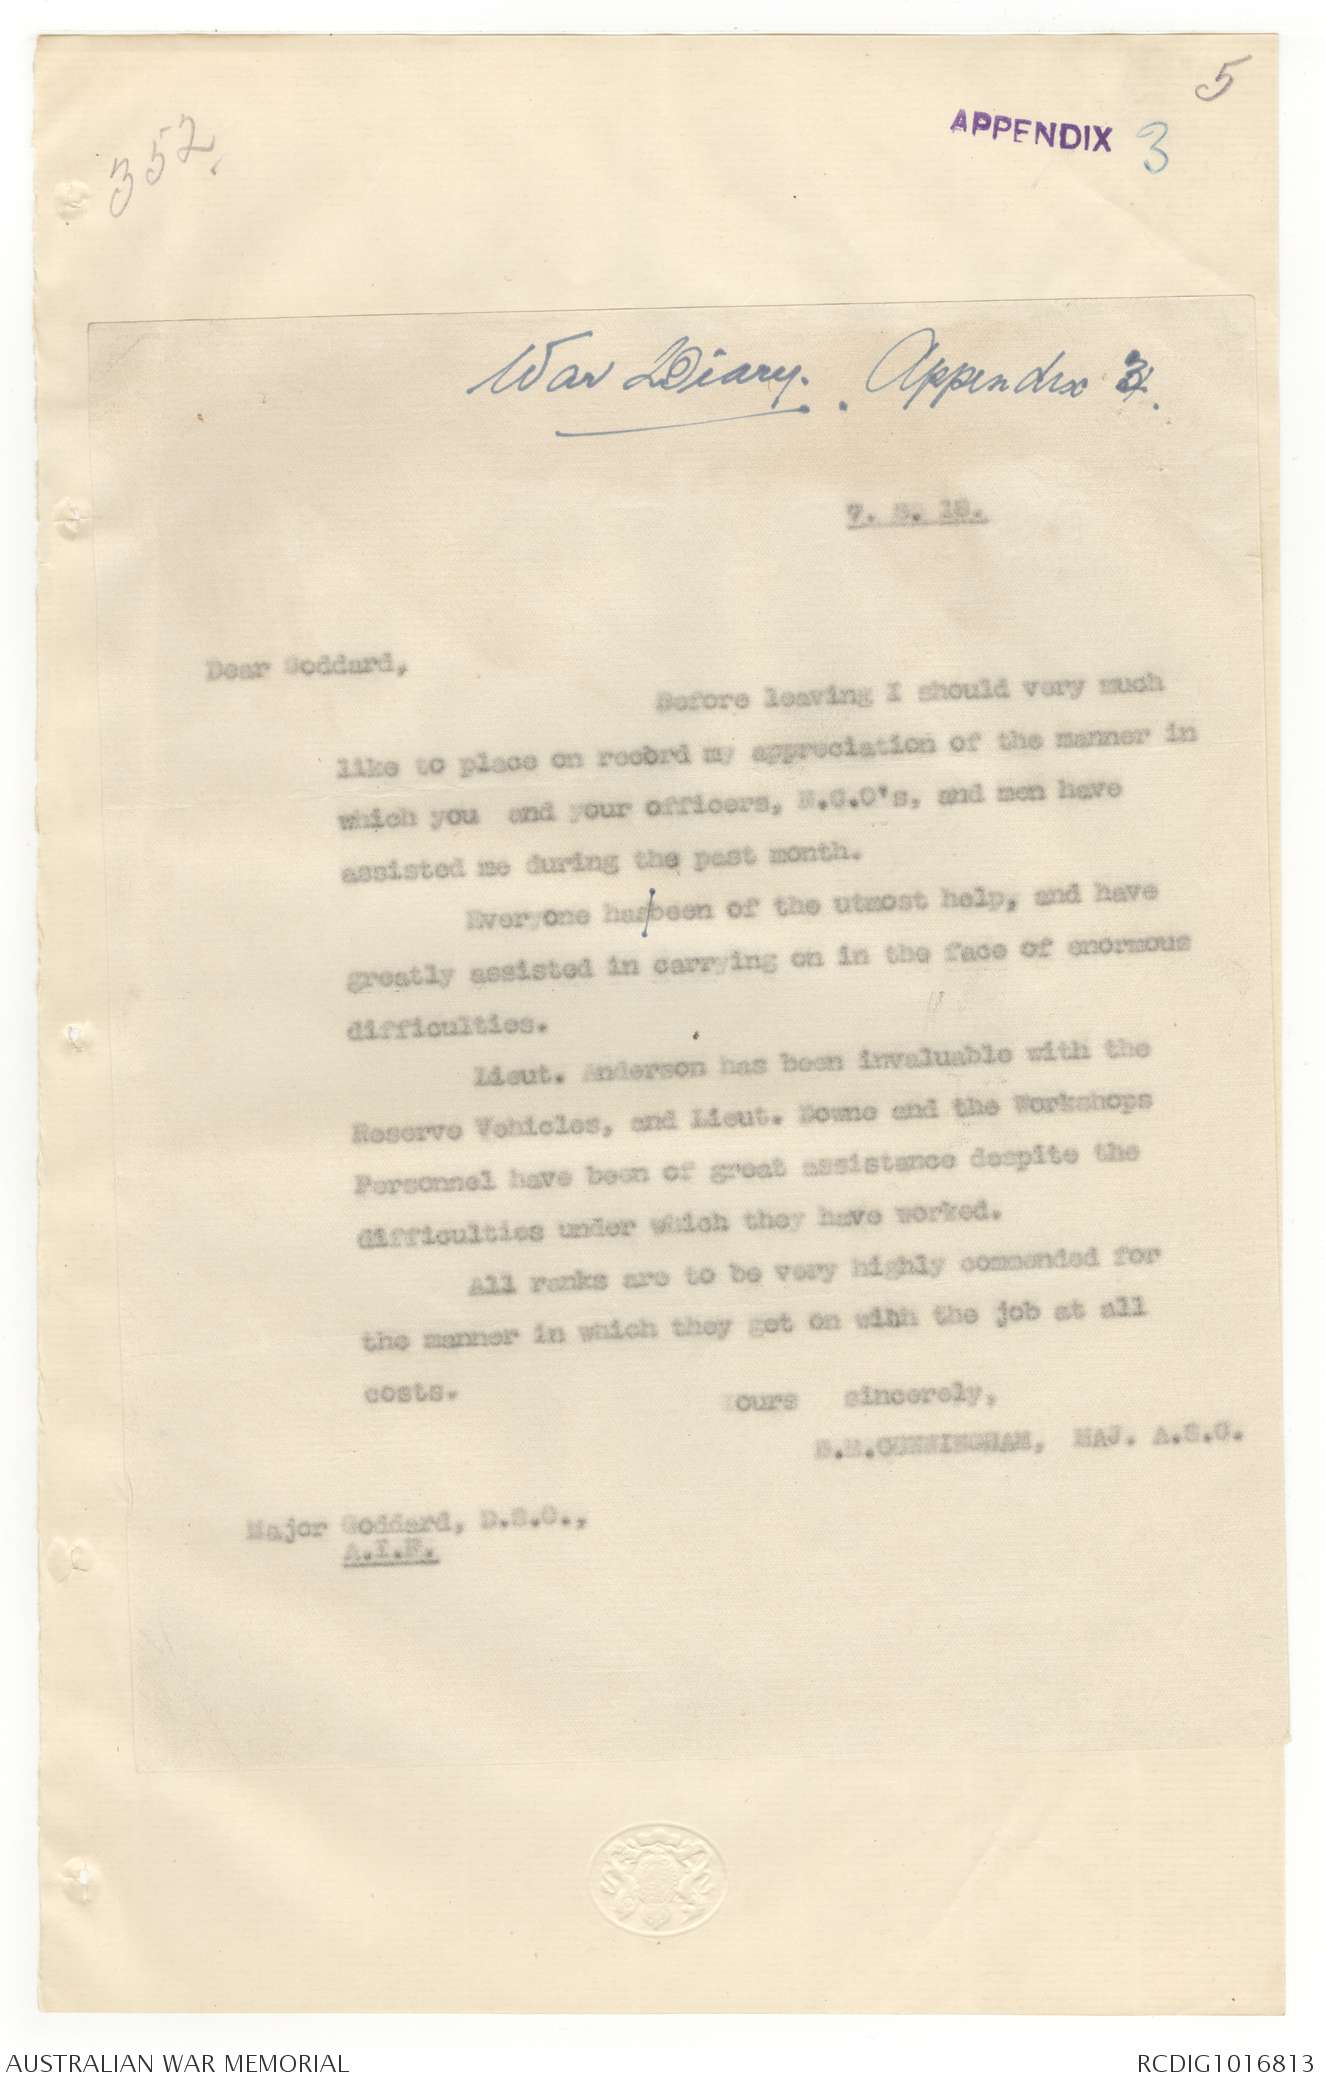 5
352.
APPENDIX 3
War Diary. Appendix 3.
7. 18.
Dear Goddard,
Before leaving I should very much
like to place on record my appreciation of the manner in
which you and your officers, N.C.O's, and men have
assisted me during the past month.
Everyone has/been of the utmost help, and have
greatly assisted in carrying on in the face of enormous
difficulties.
Lieut. Anderson has been invaluable with the
Reserve Vehicles, and Lieut. and the Workshops
Personnel have been of great assistance despite the
difficulties under which they have worked.
All ranks are to be very highly commended for
the manner in which they get on with the job at all
costs.
Yours sincerely,
CUNNINGHAM, MAJ. A.S.C.
Major Goddard, D.S.O.,
A.I.F.
AUSTRALIAN WAR MEMORIAL
RCDIG1016813